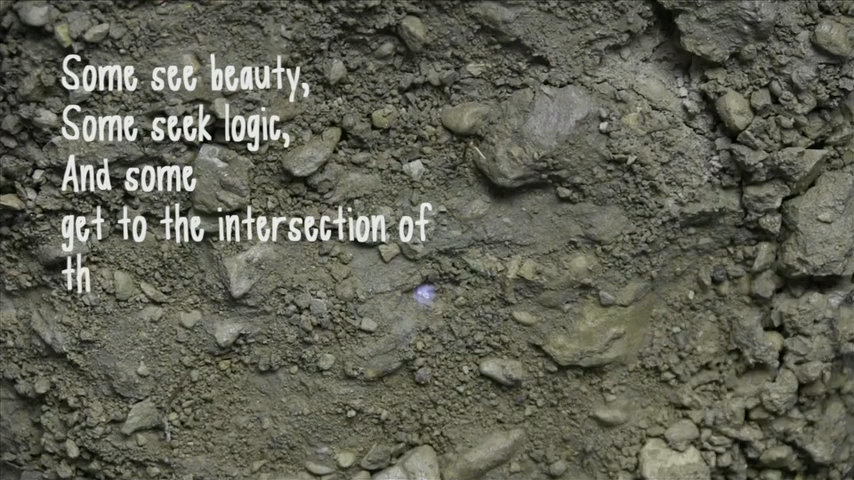 Some see beauty,
Some seek logic,
And some
get to the intersection of
th